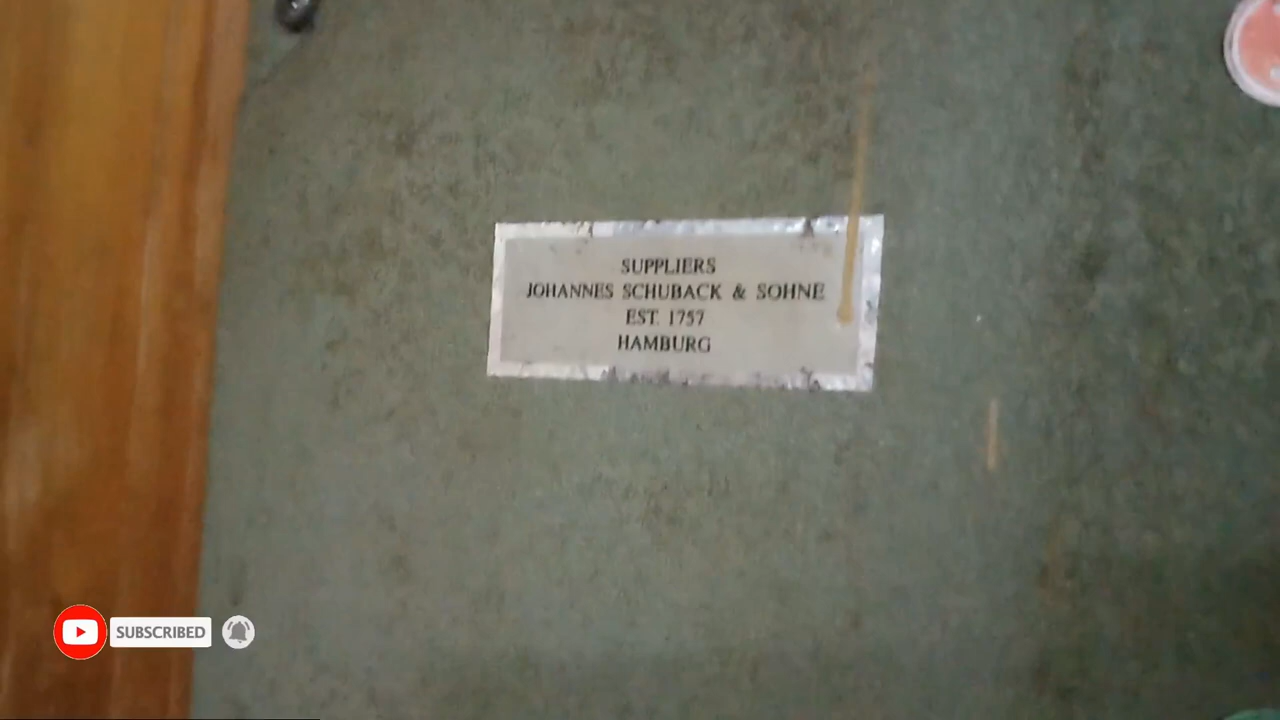 SUPPLIERS
JOHANNES SCHUBACK & SOHNE
EST. 1757
HAMBURG
SUBSCRIBED